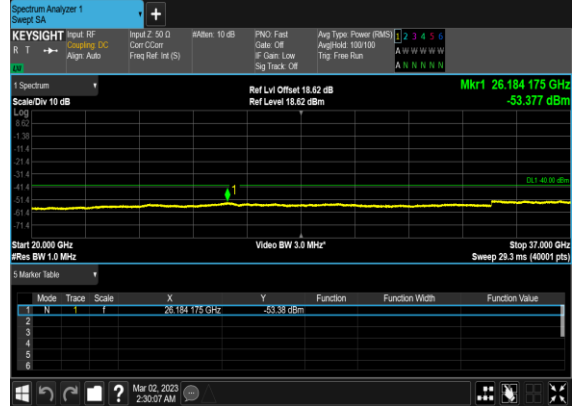 Spectrum Analyzer 1
Swept SA
KEYSIGHT Input: RF Input Z: 50 Ω #Atten: 10 dB PNO: Fast Avg Type: Power (RMS) 1 2 3 4 5 6
R T Coupling: DC Corr CCorr Gate: Off Avg|Hold: 100/100 A W W W W W
Align: Auto Freq Ref: Int (S) IF Gain: Low Trig: Free Run
Sig Track: Off A N N N N N
1 Spectrum Ref Lvl Offset 18.62 dB Mkr1 26.184 175 GHz
Scale/Div 10 dB Ref Level 18.62 dBm -53.377 dBm
Log
8.62
-1.38
-11.4
-21.4
-31.4
DL1 -40.00 dBm
-41.4
1
-51.4
-61.4
-71.4
Start 20.000 GHz Video BW 3.0 MHz* Stop 37.000 GHz
#Res BW 1.0 MHz Sweep 29.3 ms (40001 pts)
5 Marker Table
Mode Trace Scale X Y Function Function Width Function Value
1 N 1 f 26.184 175 GHz -53.38 dBm
2
3
4
5
6
? Mar 02, 2023
2:30:07 AM